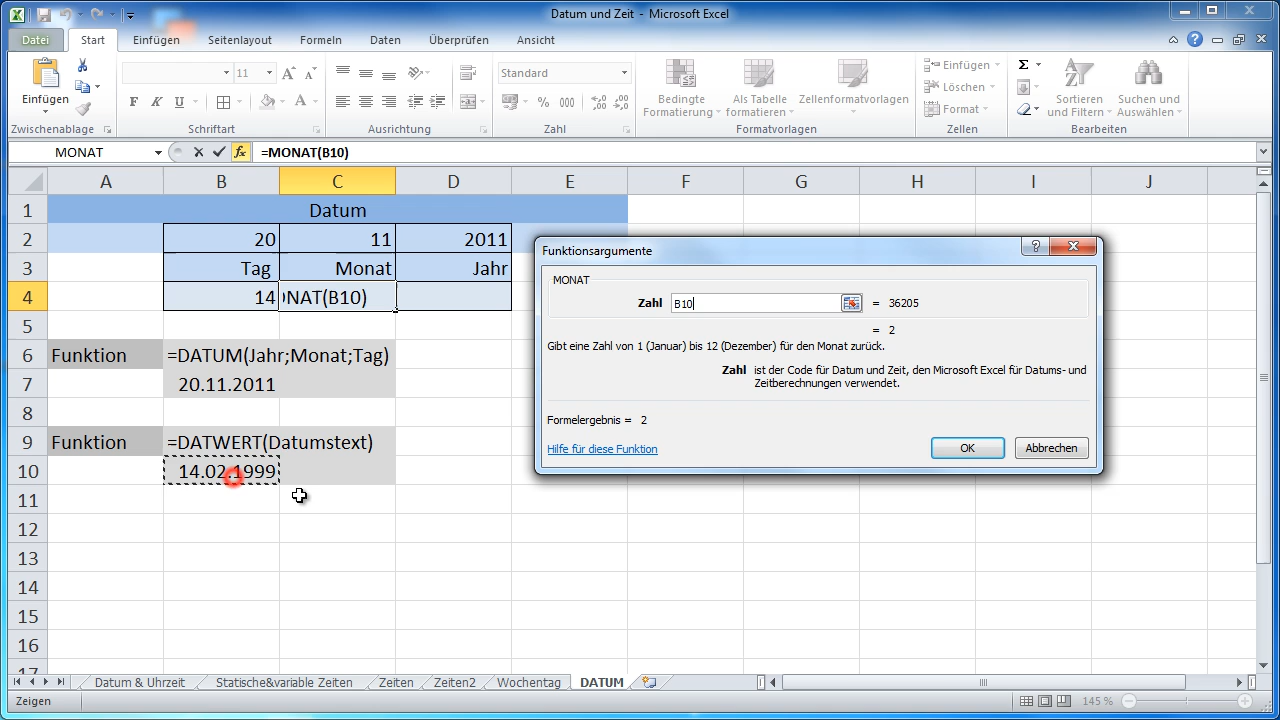 Datum und Zeit - Microsoft Excel
Datei Start Einfügen Seitenlayout Formeln Daten Überprüfen Ansicht
Einfügen
11
Standard
Bedingte Formatierung
Als Tabelle formatieren
Zellenformatvorlagen
Einfügen
Löschen
Format
Sortieren und Filtern
Suchen und Auswählen
Zwischenablage Schriftart Ausrichtung Zahl Formatvorlagen Zellen Bearbeiten
MONAT =MONAT(B10)
A B C D E F G H I J
1 Datum
2 20 11 2011
3 Tag Monat Jahr
4 14 NAT(B10)
5
6 Funktion =DATUM(Jahr;Monat;Tag)
7 20.11.2011
8
9 Funktion =DATWERT(Datumstext)
10 14.02.1999
11
12
13
14
15
16
17
Funktionsargumente
MONAT
Zahl B10 = 36205
= 2
Gibt eine Zahl von 1 (Januar) bis 12 (Dezember) für den Monat zurück.
Zahl ist der Code für Datum und Zeit, den Microsoft Excel für Datums- und
Zeitberechnungen verwendet.
Formelergebnis = 2
Hilfe für diese Funktion
OK Abbrechen
Datum & Uhrzeit Statische&variable Zeiten Zeiten Zeiten2 Wochentag DATUM
Zeigen 145 %